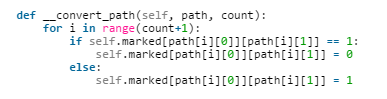 def __convert_path(self, path, count):
    for i in range(count+1):
        if self.marked[path[i][0]][path[i][1]] == 1:
            self.marked[path[i][0]][path[i][1]] = 0
        else:
            self.marked[path[i][0]][path[i][1]] = 1